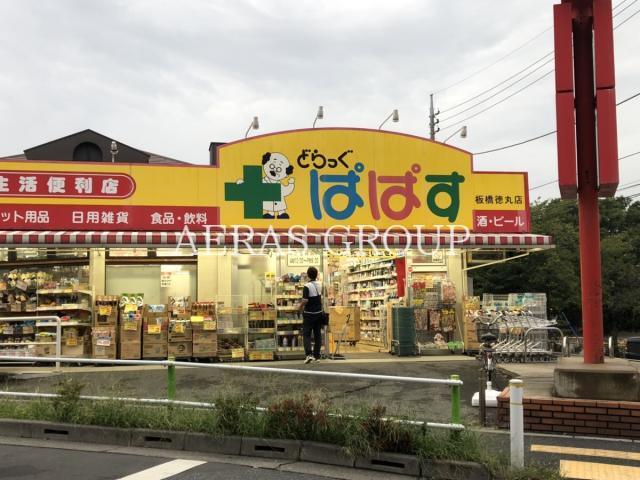 どらっぐ
ぱぱす
板橋徳丸店
生活便利店
ット用品
日用雑貨
食品・飲料
酒・ビール
AERAS GROUP